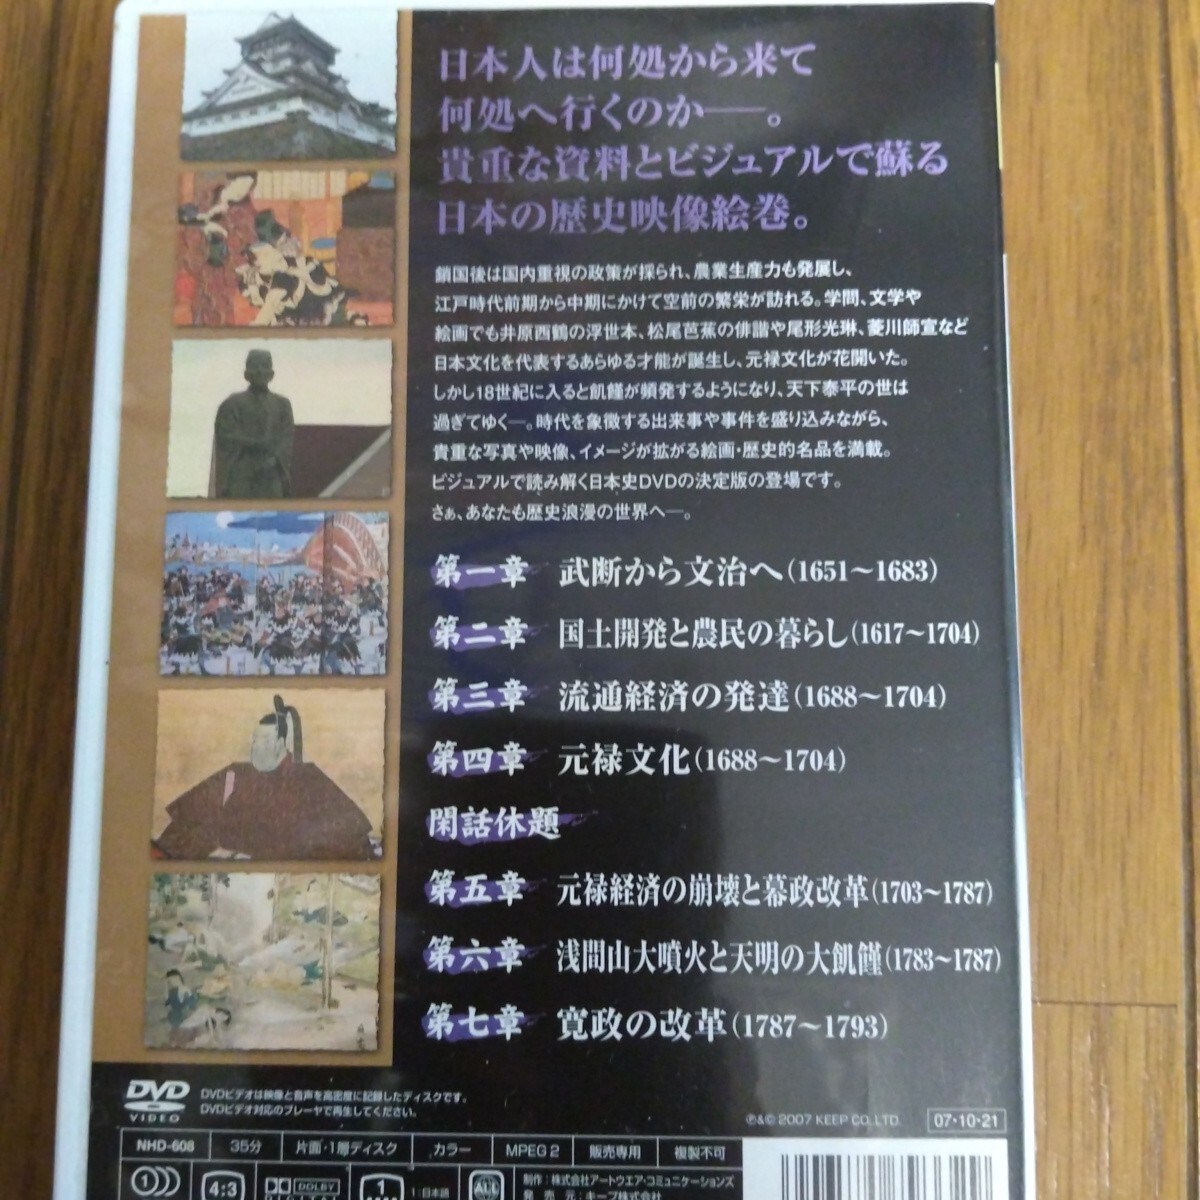 日本人は何処から来て
何処へ行くのか──。
貴重な資料とビジュアルで蘇る
日本の歴史映像絵巻。
鎖国後は国内重視の政策が採られ、農業生産力も発展し、
江戸時代前期から中期にかけて空前の繁栄が訪れる。学問、文学や
絵画でも井原西鶴の浮世本、松尾芭蕉の俳諧や尾形光琳、菱川師宣など
日本文化を代表するあらゆる才能が誕生し、元禄文化が花開いた。
しかし18世紀に入ると飢饉が頻発するようになり、天下泰平の世は
過ぎてゆく─。時代を象徴する出来事や事件を盛り込みながら、
貴重な写真や映像、イメージが拡がる絵画・歴史的名品を満載。
ビジュアルで読み解く日本史DVDの決定版の登場です。
さぁ、あなたも歴史浪漫の世界へ─。
第一章 武断から文治へ(1651〜1683)
第二章 国土開発と農民の暮らし(1617〜1704)
第三章 流通経済の発達(1688〜1704)
第四章 元禄文化(1688〜1704)
閑話休題
第五章 元禄経済の崩壊と幕政改革(1703〜1787)
第六章 浅間山大噴火と天明の大飢饉(1783〜1787)
第七章 寛政の改革(1787〜1793)
DVD VIDEO
DVDビデオは映像と音声を高密度に記録したディスクです。
DVDビデオ対応のプレーヤで再生してください。
℗&© 2007 KEEP CO., LTD. 07・10・21
NHD-608 35分 片面・1層ディスク カラー MPEG 2 販売専用 複製不可
1 4:3 DOLBY DIGITAL 1 1:日本語 ALL
制作:株式会社アートウエア・コミュニケーションズ
発売元:キープ株式会社